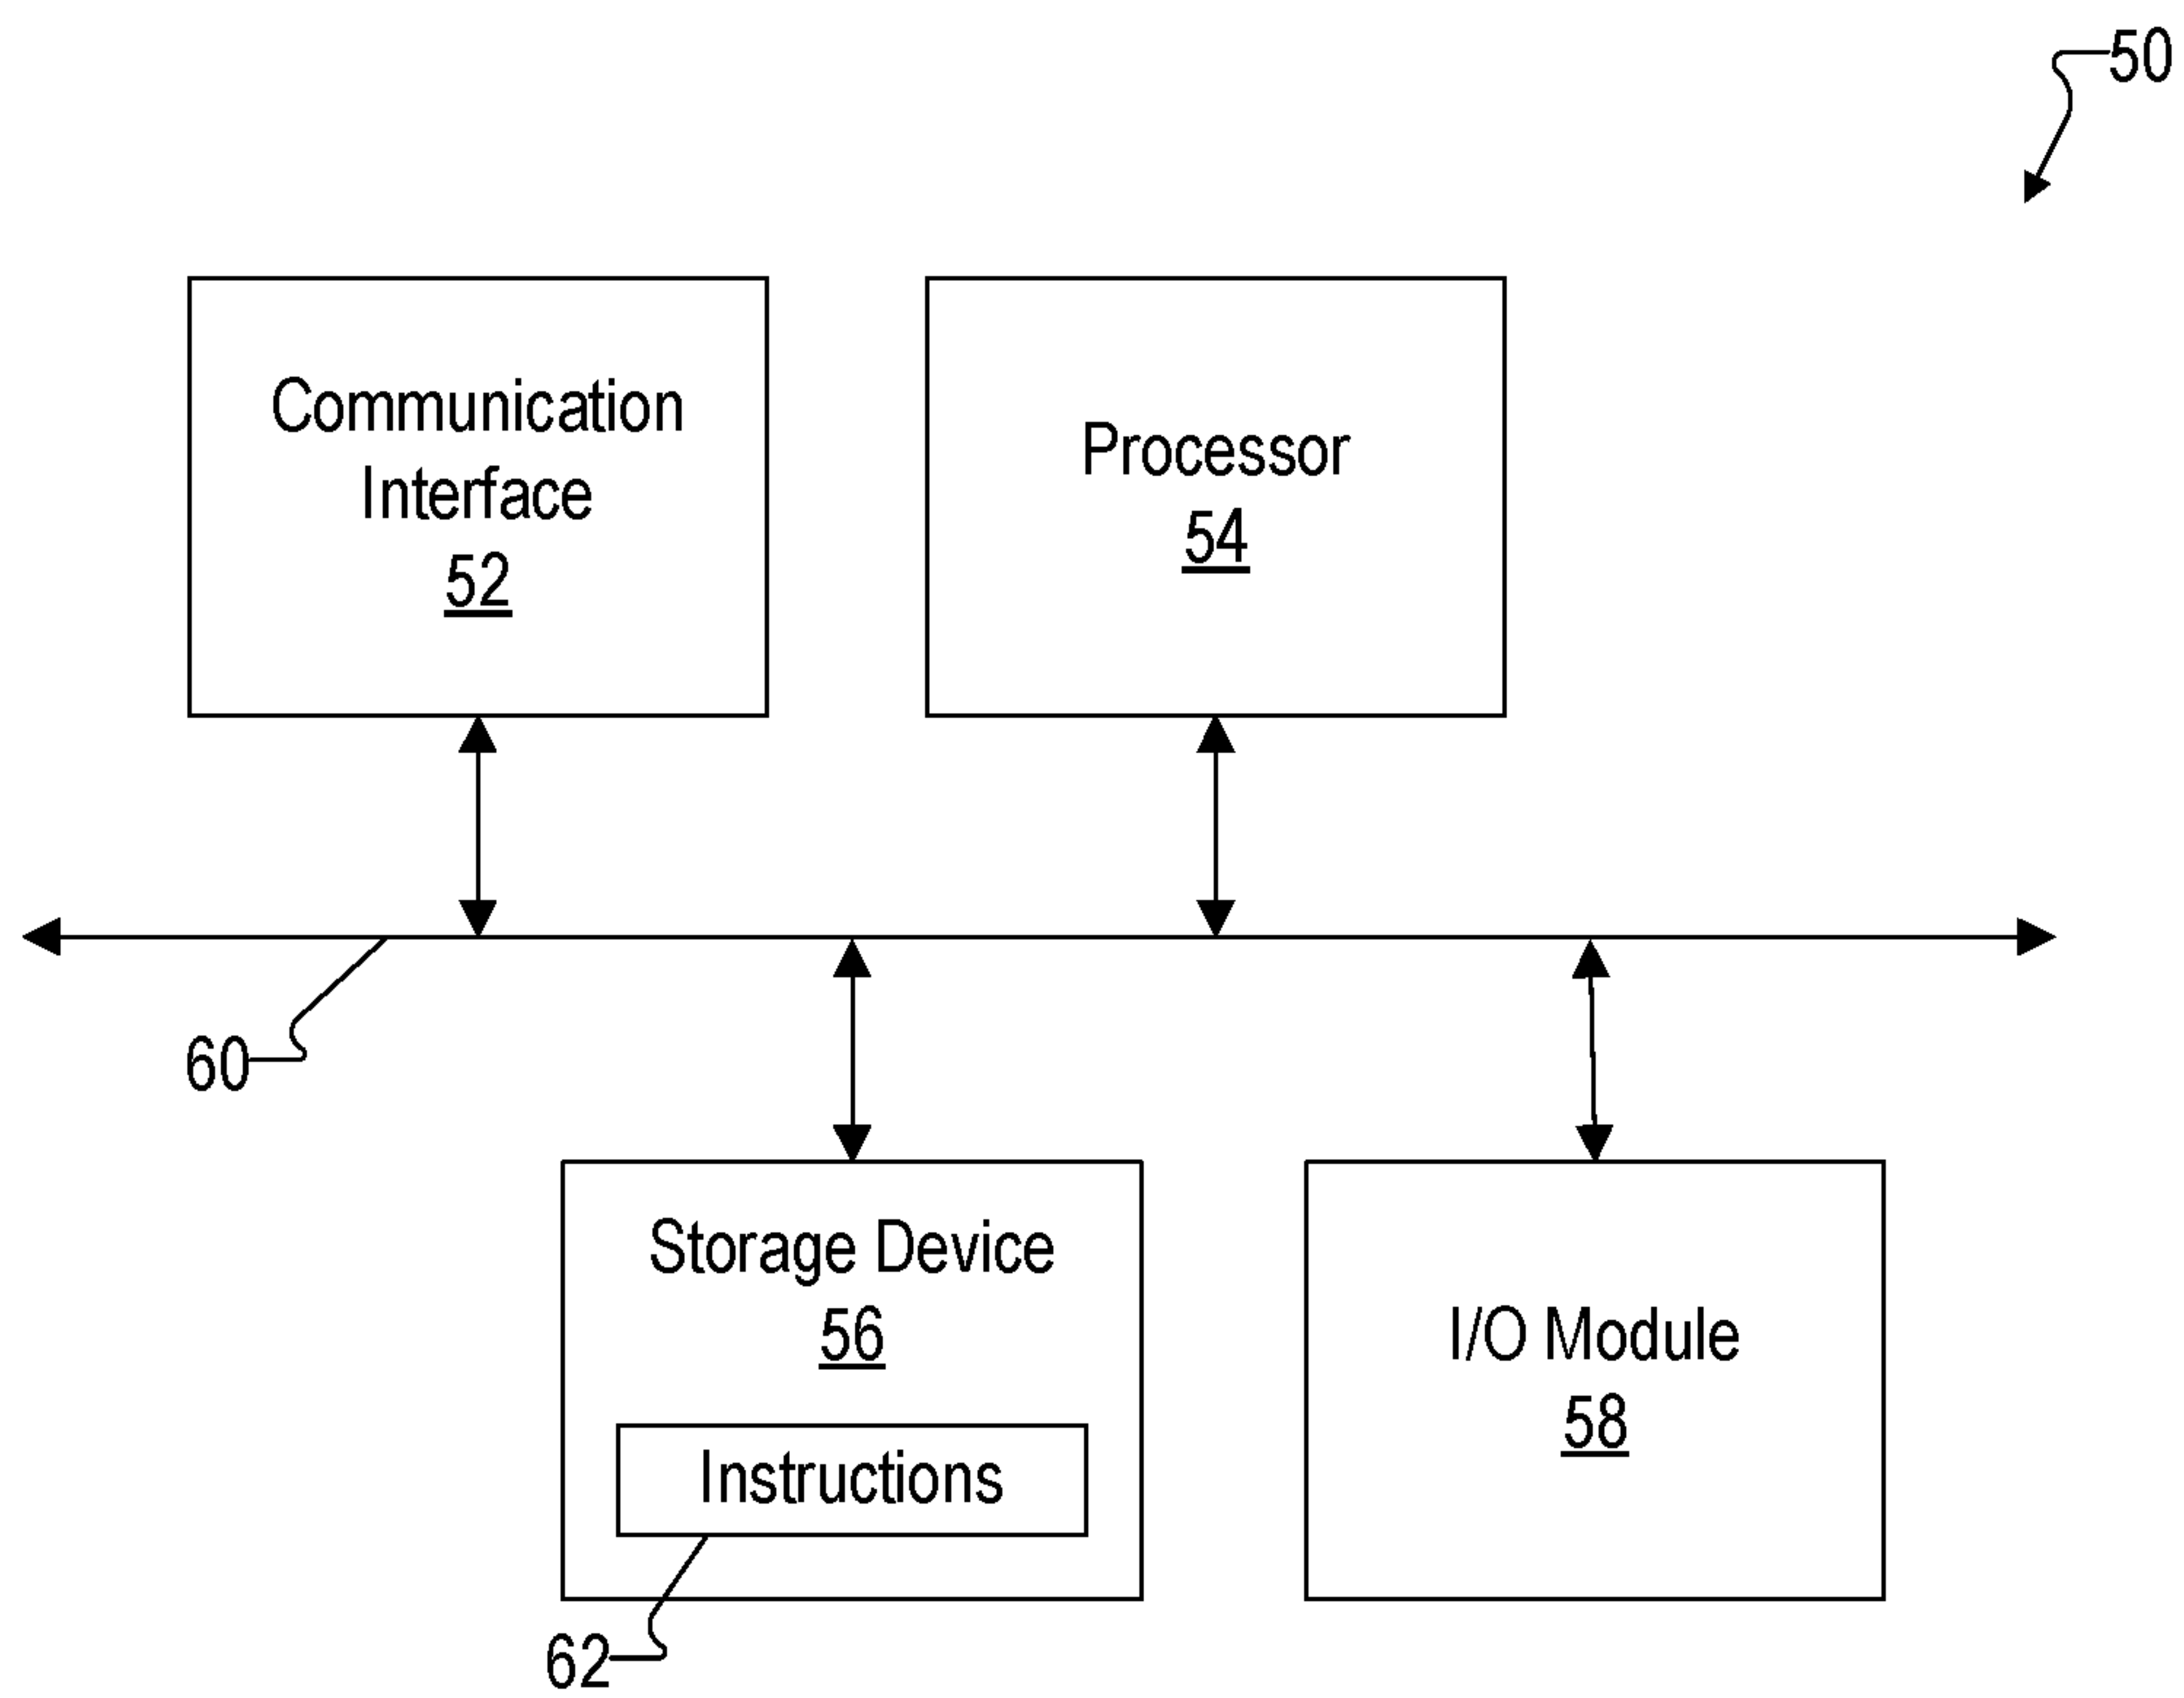 50
Communication
Interface
52
Processor
54
60
Storage Device
56
Instructions
62
I/O Module
58